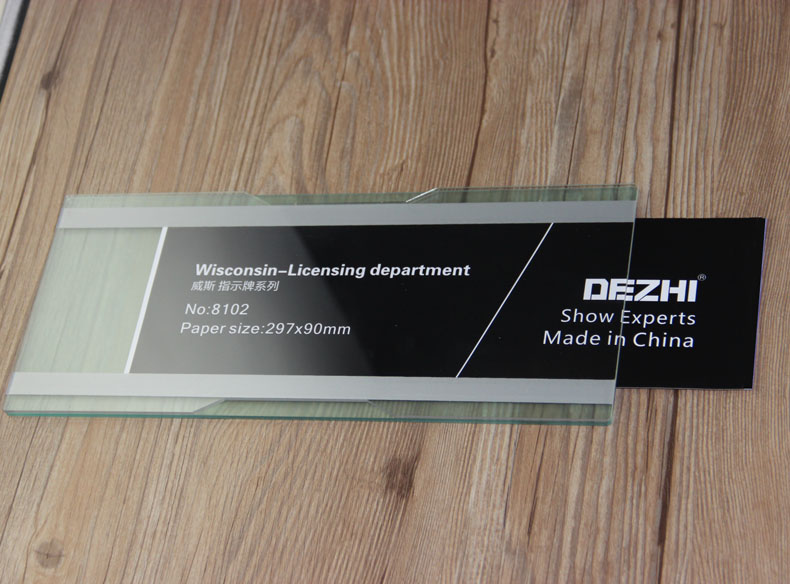 Wisconsin-Licensing department
威斯 指示牌系列
No:8102
Paper size:297x90mm
DEZHI®
Show Experts
Made in China